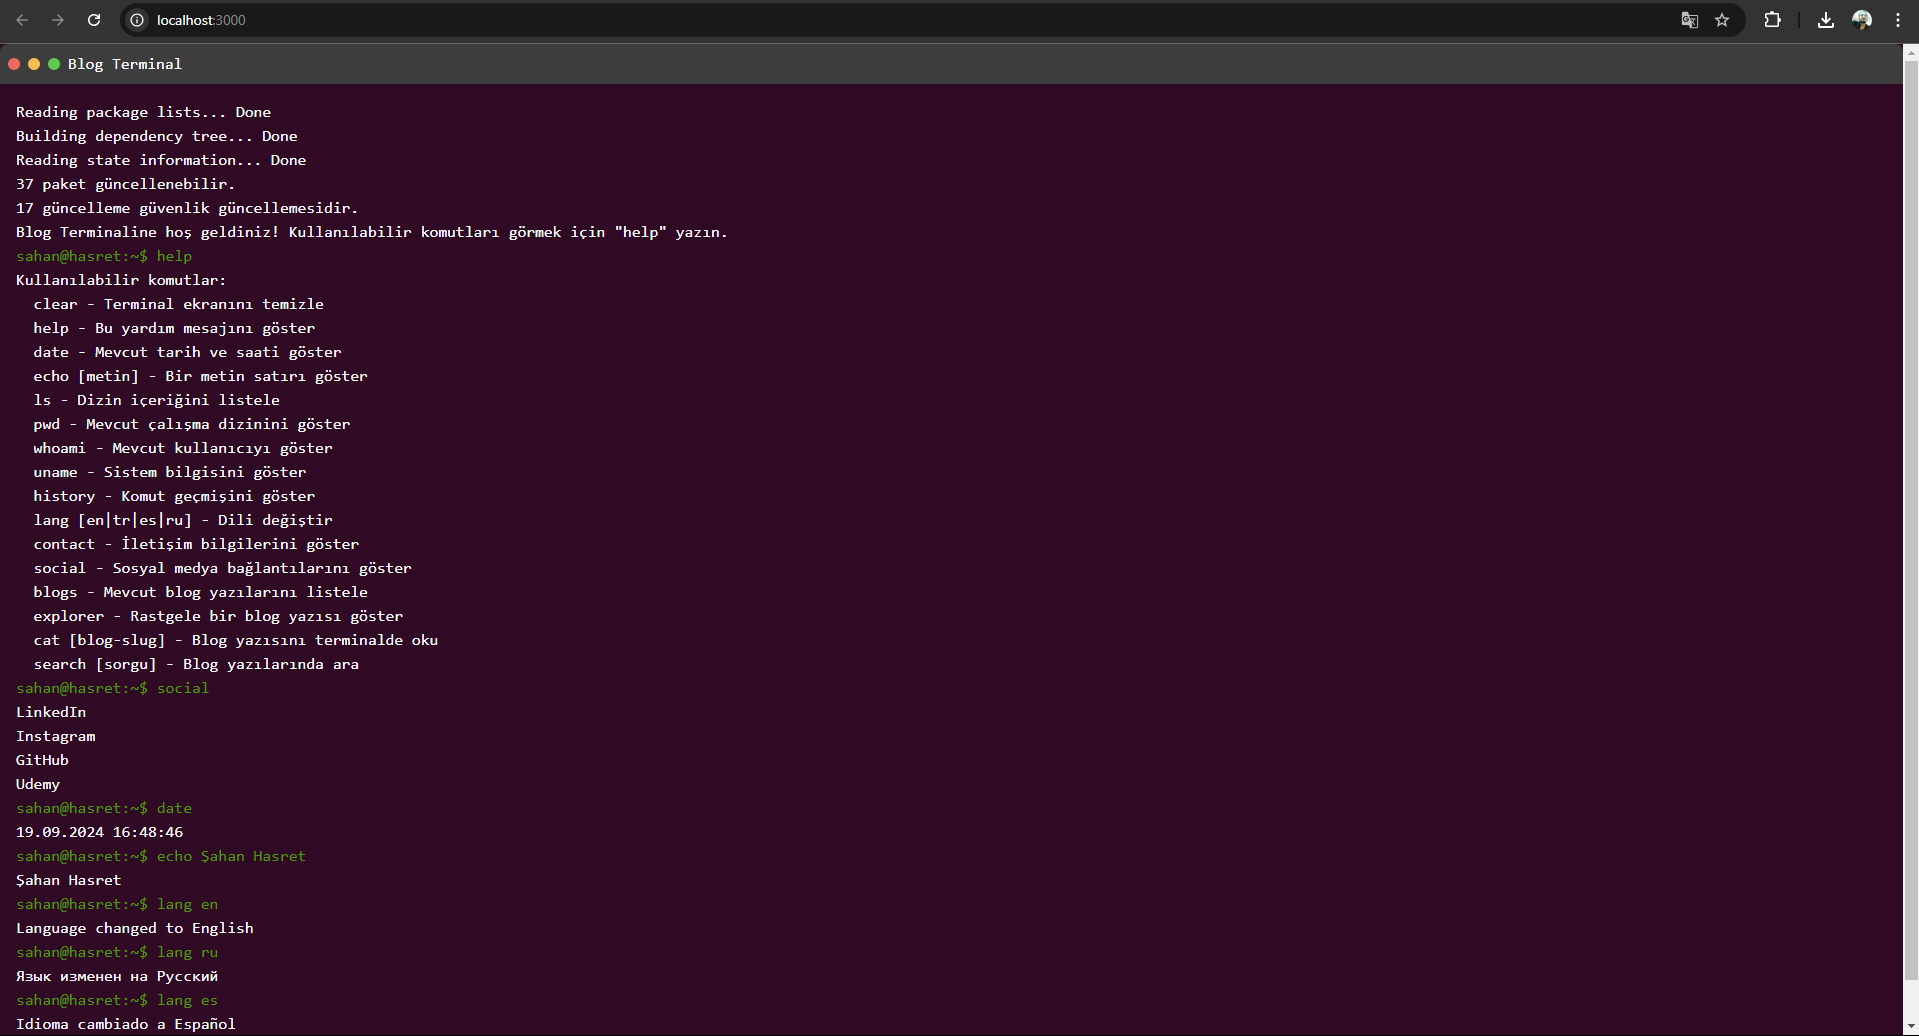 localhost:3000
Blog Terminal
Reading package lists... Done
Building dependency tree... Done
Reading state information... Done
37 paket güncellenebilir.
17 güncelleme güvenlik güncellemesidir.
Blog Terminaline hoş geldiniz! Kullanılabilir komutları görmek için "help" yazın.
sahan@hasret:~$ help
Kullanılabilir komutlar:
clear - Terminal ekranını temizle
help - Bu yardım mesajını göster
date - Mevcut tarih ve saati göster
echo [metin] - Bir metin satırı göster
ls - Dizin içeriğini listele
pwd - Mevcut çalışma dizinini göster
whoami - Mevcut kullanıcıyı göster
uname - Sistem bilgisini göster
history - Komut geçmişini göster
lang [en|tr|es|ru] - Dili değiştir
contact - İletişim bilgilerini göster
social - Sosyal medya bağlantılarını göster
blogs - Mevcut blog yazılarını listele
explorer - Rastgele bir blog yazısı göster
cat [blog-slug] - Blog yazısını terminalde oku
search [sorgu] - Blog yazılarında ara
sahan@hasret:~$ social
LinkedIn
Instagram
GitHub
Udemy
sahan@hasret:~$ date
19.09.2024 16:48:46
sahan@hasret:~$ echo Şahan Hasret
Şahan Hasret
sahan@hasret:~$ lang en
Language changed to English
sahan@hasret:~$ lang ru
Язык изменен на Русский
sahan@hasret:~$ lang es
Idioma cambiado a Español